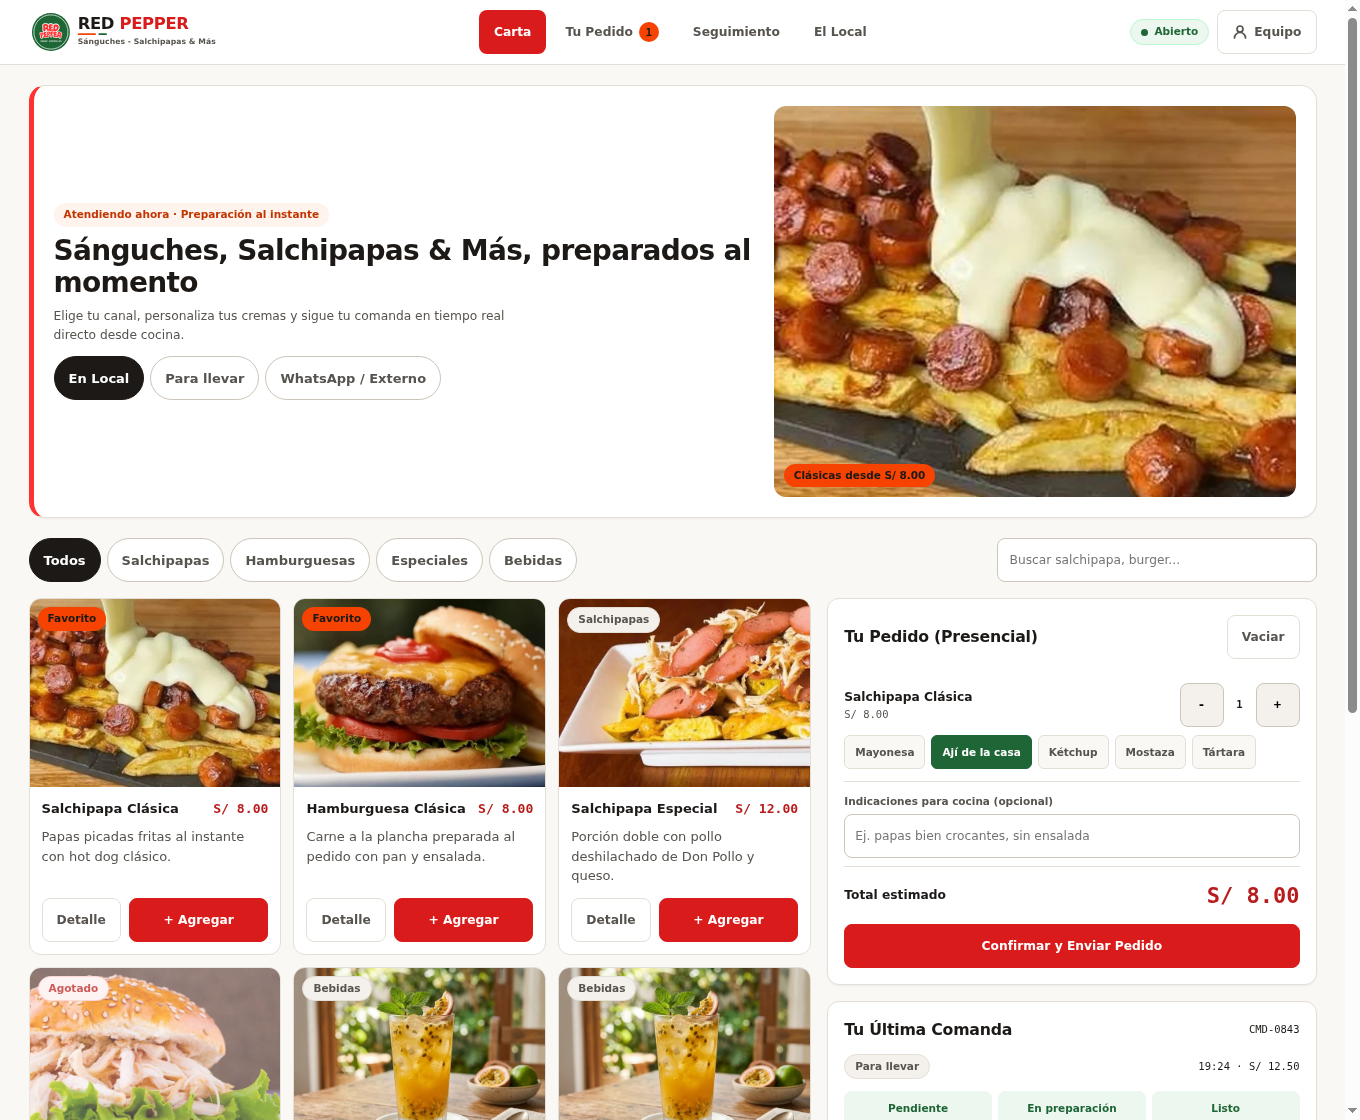 RED PEPPER
Sánguches - Salchipapas & Más
Carta
Tu Pedido 1
Seguimiento
El Local
Abierto
Equipo
Atendiendo ahora · Preparación al instante
Sánguches, Salchipapas & Más, preparados al
momento
Elige tu canal, personaliza tus cremas y sigue tu comanda en tiempo real
directo desde cocina.
En Local
Para llevar
WhatsApp / Externo
Clásicas desde S/ 8.00
Todos
Salchipapas
Hamburguesas
Especiales
Bebidas
Buscar salchipapa, burger...
Favorito
Salchipapa Clásica S/ 8.00
Papas picadas fritas al instante
con hot dog clásico.
Detalle
+ Agregar
Favorito
Hamburguesa Clásica S/ 8.00
Carne a la plancha preparada al
pedido con pan y ensalada.
Detalle
+ Agregar
Salchipapas
Salchipapa Especial S/ 12.00
Porción doble con pollo
deshilachado de Don Pollo y
queso.
Detalle
+ Agregar
Agotado
Bebidas
Bebidas
Tu Pedido (Presencial)
Vaciar
Salchipapa Clásica
S/ 8.00
- 1 +
Mayonesa
Ají de la casa
Kétchup
Mostaza
Tártara
Indicaciones para cocina (opcional)
Ej. papas bien crocantes, sin ensalada
Total estimado S/ 8.00
Confirmar y Enviar Pedido
Tu Última Comanda CMD-0843
Para llevar 19:24 · S/ 12.50
Pendiente
En preparación
Listo